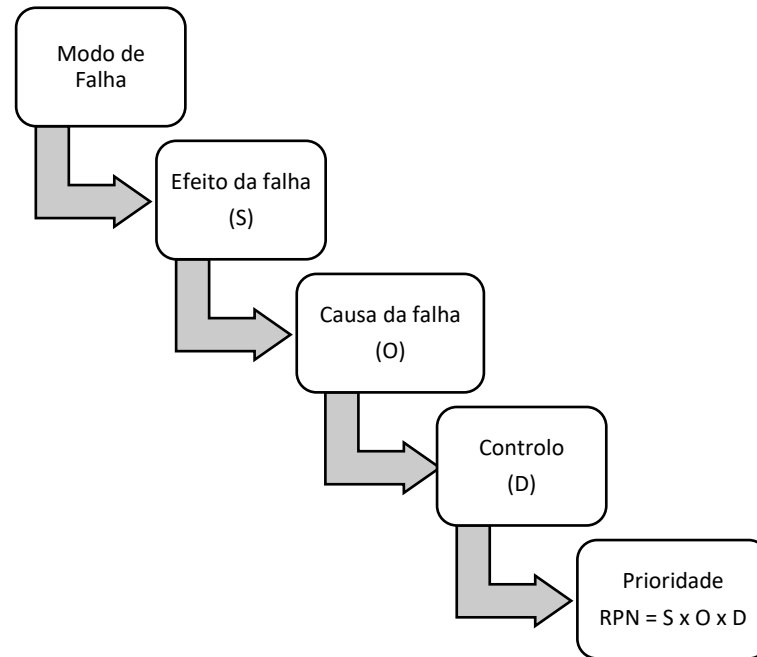 Modo de
Falha
Efeito da falha
(S)
Causa da falha
(O)
Controlo
(D)
Prioridade
RPN = S x O x D